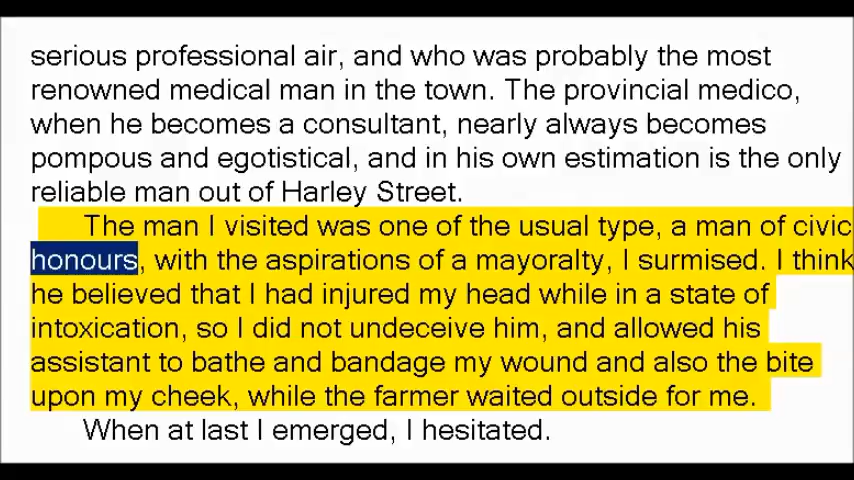 serious professional air, and who was probably the most
renowned medical man in the town. The provincial medico,
when he becomes a consultant, nearly always becomes
pompous and egotistical, and in his own estimation is the only
reliable man out of Harley Street.
The man I visited was one of the usual type, a man of civic
honours, with the aspirations of a mayoralty, I surmised. I think
he believed that I had injured my head while in a state of
intoxication, so I did not undeceive him, and allowed his
assistant to bathe and bandage my wound and also the bite
upon my cheek, while the farmer waited outside for me.
When at last I emerged, I hesitated.